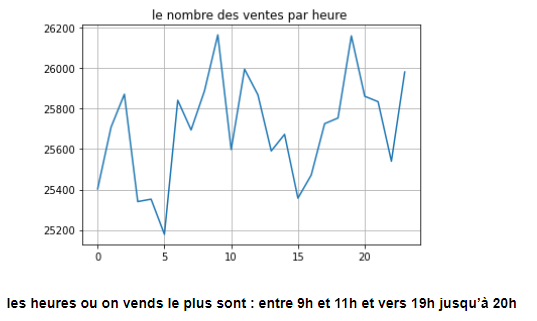 le nombre des ventes par heure
26200
26000
25800
25600
25400
25200
0 5 10 15 20
les heures ou on vends le plus sont : entre 9h et 11h et vers 19h jusqu'à 20h